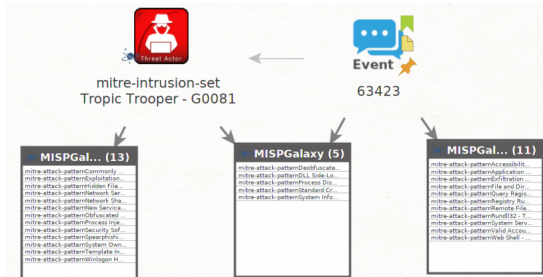 Threat Actor
mitre-intrusion-set
Tropic Trooper - G0081
Event
63423
MISPGal... (13)
mitre-attack-patternCommonly ...
mitre-attack-patternExploitation...
mitre-attack-patternHidden File...
mitre-attack-patternNetwork Ser...
mitre-attack-patternNetwork Sha...
mitre-attack-patternNew Service...
mitre-attack-patternObfuscated ...
mitre-attack-patternProcess Inje...
mitre-attack-patternSecurity Sof...
mitre-attack-patternSpearphishi...
mitre-attack-patternSystem Own...
mitre-attack-patternTemplate In...
mitre-attack-patternWinlogon H...
MISPGalaxy (5)
mitre-attack-patternDeobfuscate...
mitre-attack-patternDLL Side-Lo...
mitre-attack-patternProcess Dis...
mitre-attack-patternStandard Cr...
mitre-attack-patternSystem Info...
MISPGal... (11)
mitre-attack-patternAccessibilit...
mitre-attack-patternApplication ...
mitre-attack-patternExfiltration ...
mitre-attack-patternFile and Dir...
mitre-attack-patternQuery Regis...
mitre-attack-patternRegistry Ru...
mitre-attack-patternRemote File...
mitre-attack-patternRundll32 - T...
mitre-attack-patternSystem Serv...
mitre-attack-patternValid Accou...
mitre-attack-patternWeb Shell - ...